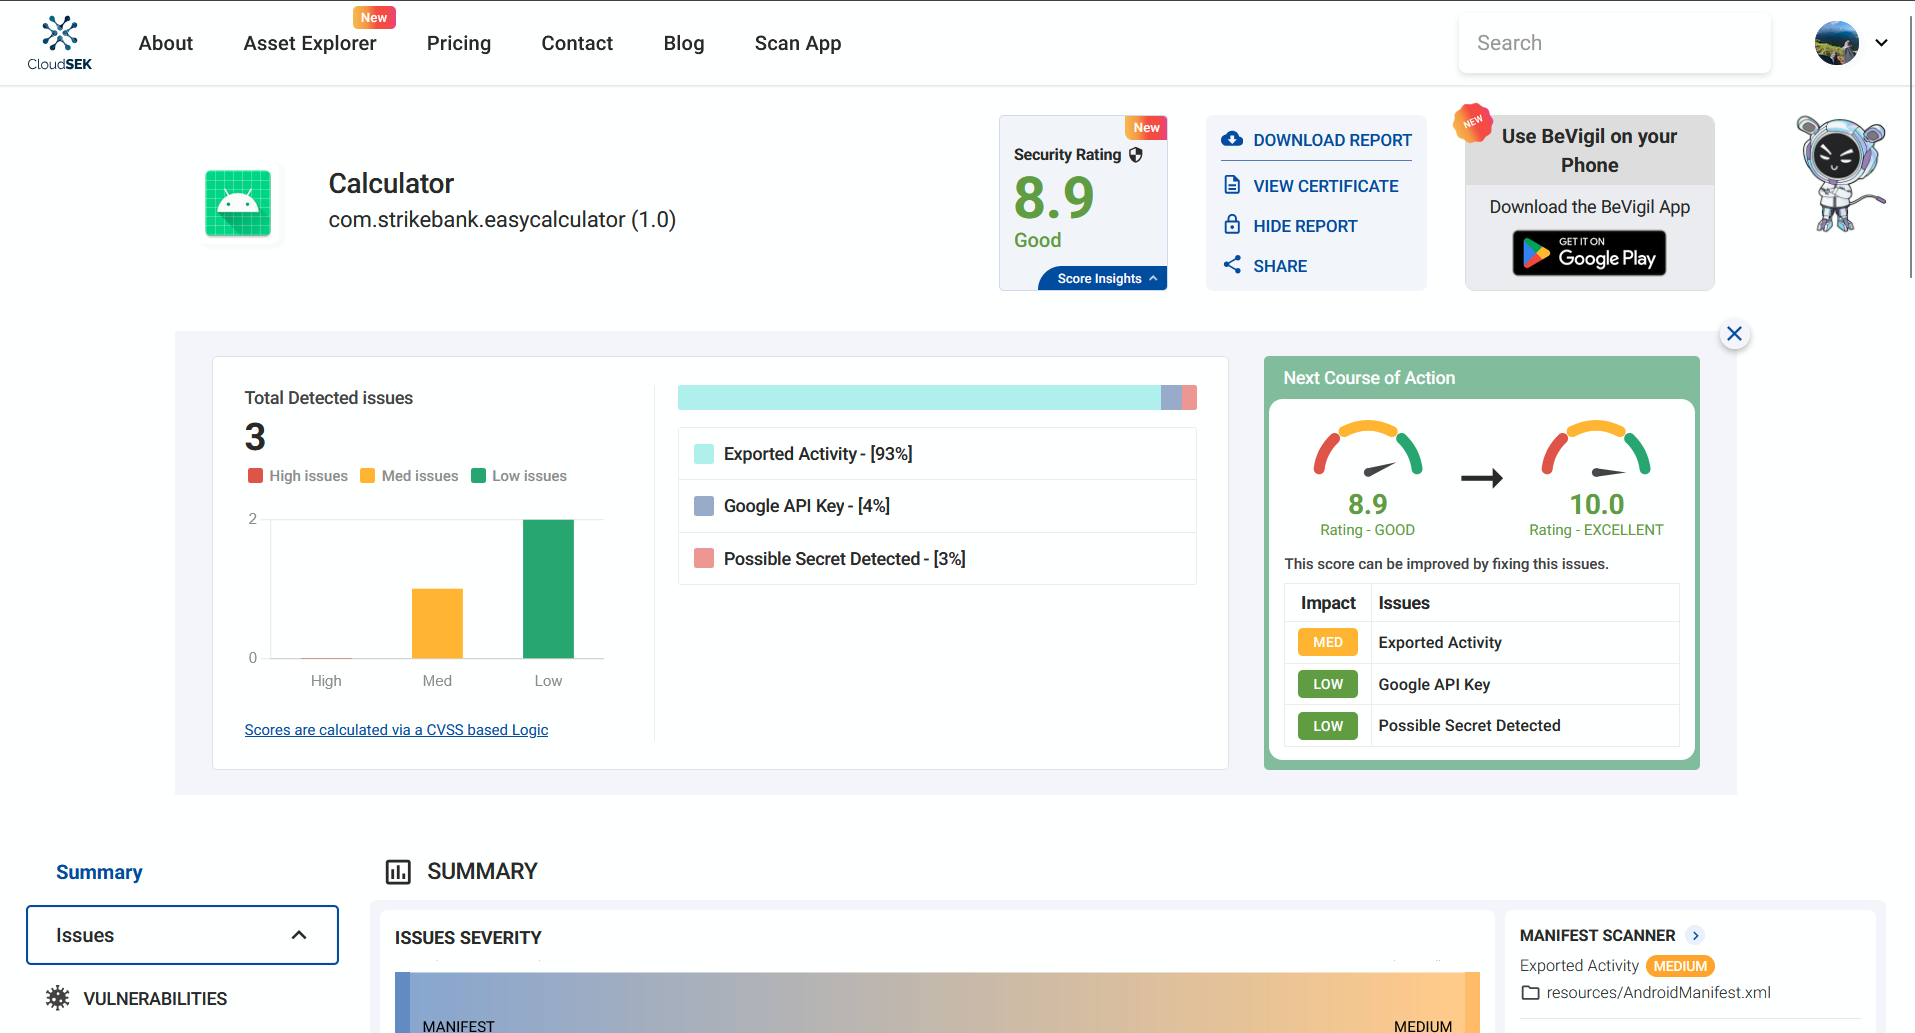 New
CloudSEK
About
Asset Explorer
Pricing
Contact
Blog
Scan App
Search
Calculator
com.strikebank.easycalculator (1.0)
New
Security Rating
8.9
Good
Score Insights
DOWNLOAD REPORT
VIEW CERTIFICATE
HIDE REPORT
SHARE
NEW
Use BeVigil on your
Phone
Download the BeVigil App
GET IT ON
Google Play
Total Detected issues
3
High issues
Med issues
Low issues
2
0
High
Med
Low
Scores are calculated via a CVSS based Logic
Exported Activity - [93%]
Google API Key - [4%]
Possible Secret Detected - [3%]
Next Course of Action
8.9
Rating - GOOD
10.0
Rating - EXCELLENT
This score can be improved by fixing this issues.
Impact Issues
MED Exported Activity
LOW Google API Key
LOW Possible Secret Detected
Summary
Issues
VULNERABILITIES
SUMMARY
ISSUES SEVERITY
MANIFEST
MEDIUM
MANIFEST SCANNER
Exported Activity MEDIUM
resources/AndroidManifest.xml